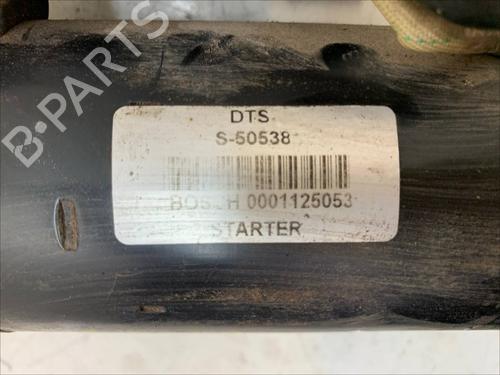 B-PARTS
DTS
S-50538
BOSCH 0001125053
STARTER